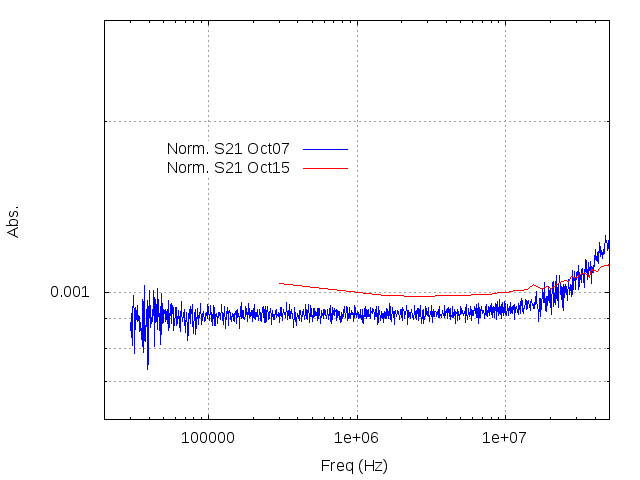 Norm. S21 Oct07
Norm. S21 Oct15
Abs.
0.001
100000 1e+06 1e+07
Freq (Hz)